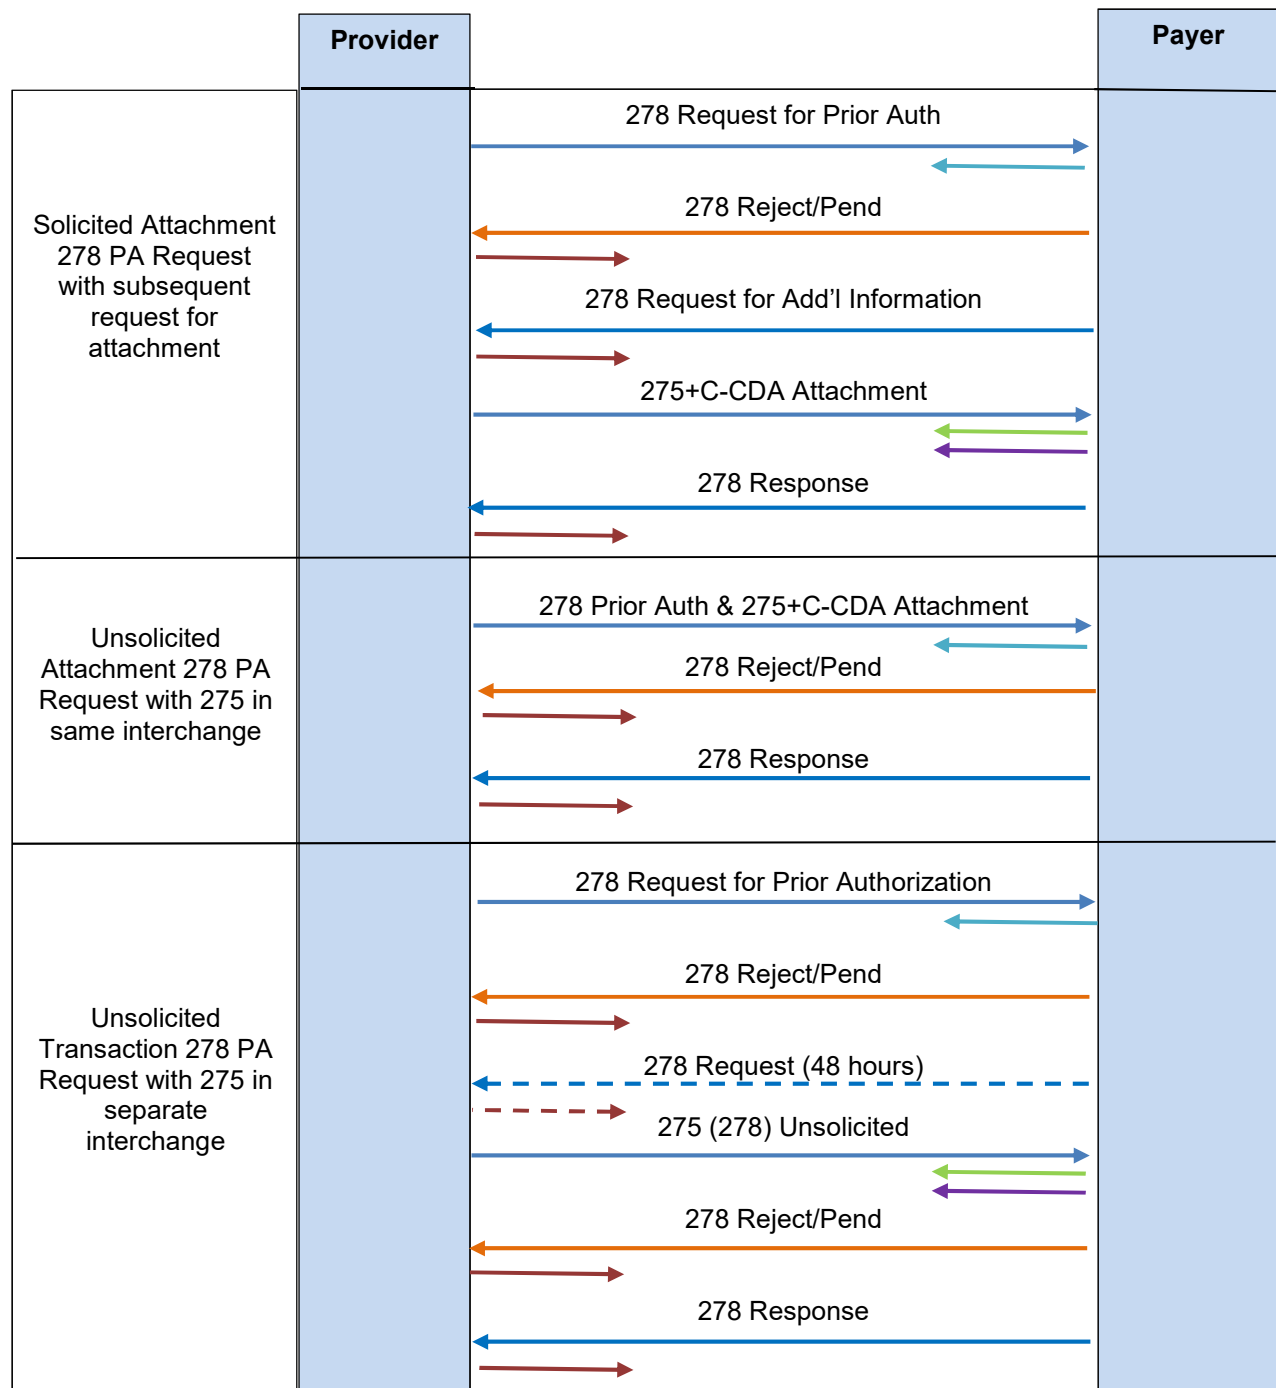 Provider
Payer
Solicited Attachment
278 PA Request
with subsequent
request for
attachment
278 Request for Prior Auth
278 Reject/Pend
278 Request for Add’l Information
275+C-CDA Attachment
278 Response
Unsolicited
Attachment 278 PA
Request with 275 in
same interchange
278 Prior Auth & 275+C-CDA Attachment
278 Reject/Pend
278 Response
Unsolicited
Transaction 278 PA
Request with 275 in
separate
interchange
278 Request for Prior Authorization
278 Reject/Pend
278 Request (48 hours)
275 (278) Unsolicited
278 Reject/Pend
278 Response